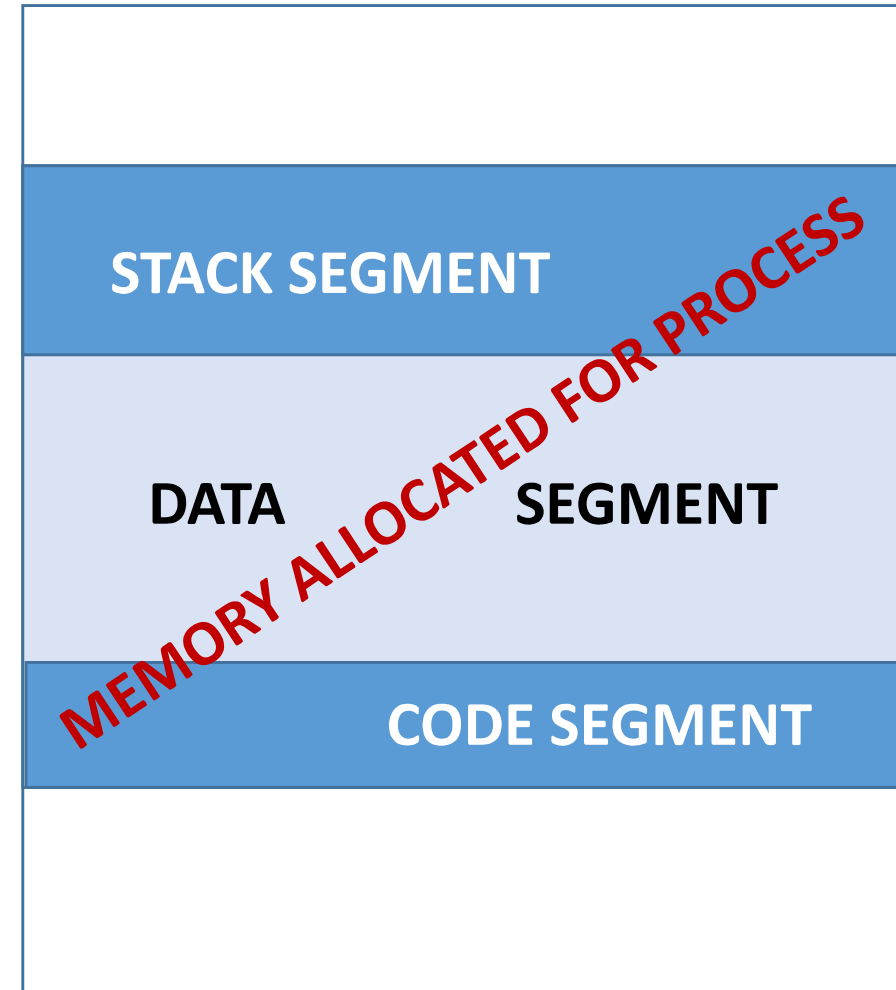 STACK SEGMENT
MEMORY ALLOCATED FOR PROCESS
DATA SEGMENT
CODE SEGMENT